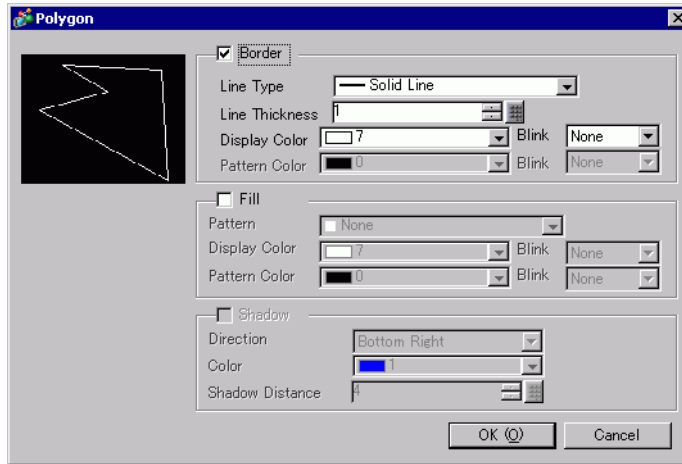 Polygon
Border
Line Type Solid Line
Line Thickness 1
Display Color 7 Blink None
Pattern Color 0 Blink None
Fill
Pattern None
Display Color 7 Blink None
Pattern Color 0 Blink None
Shadow
Direction Bottom Right
Color 1
Shadow Distance 4
OK (O) Cancel